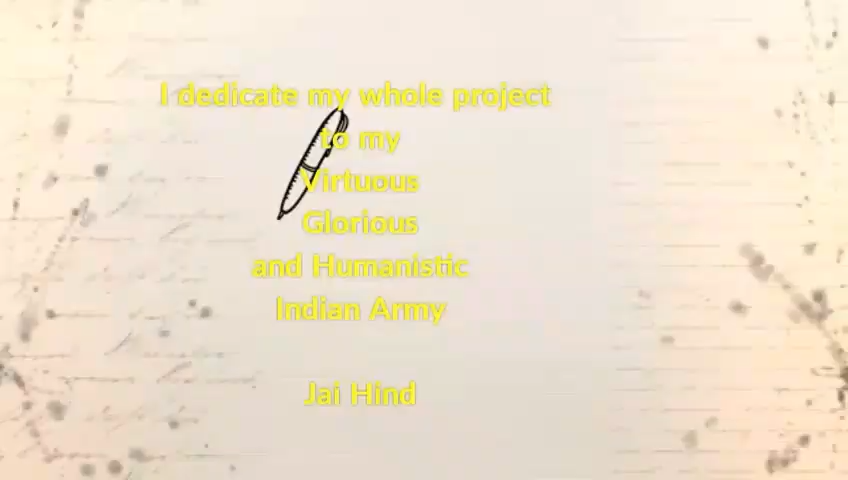 I dedicate my whole project
to my
Virtuous
Glorious
and Humanistic
Indian Army
Jai Hind